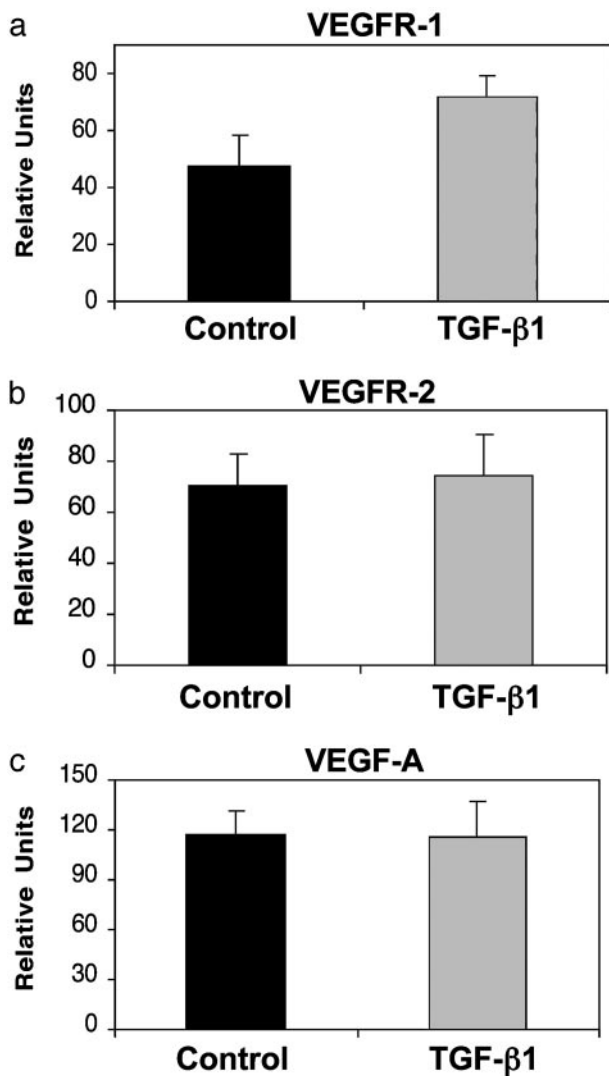 a
VEGFR-1
Relative Units
80
60
40
20
0
Control TGF-β1
b
VEGFR-2
Relative Units
100
80
60
40
20
0
Control TGF-β1
c
VEGF-A
Relative Units
150
120
90
60
30
0
Control TGF-β1